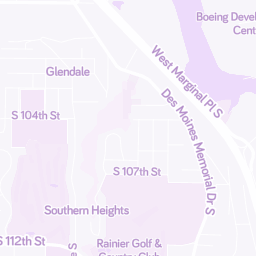 Boeing Devel
Cent
West Marginal Pl S
Glendale
Des Moines Memorial Dr S
S 104th St
S 107th St
Southern Heights
S 112th St
e S
Rainier Golf &
Country Club